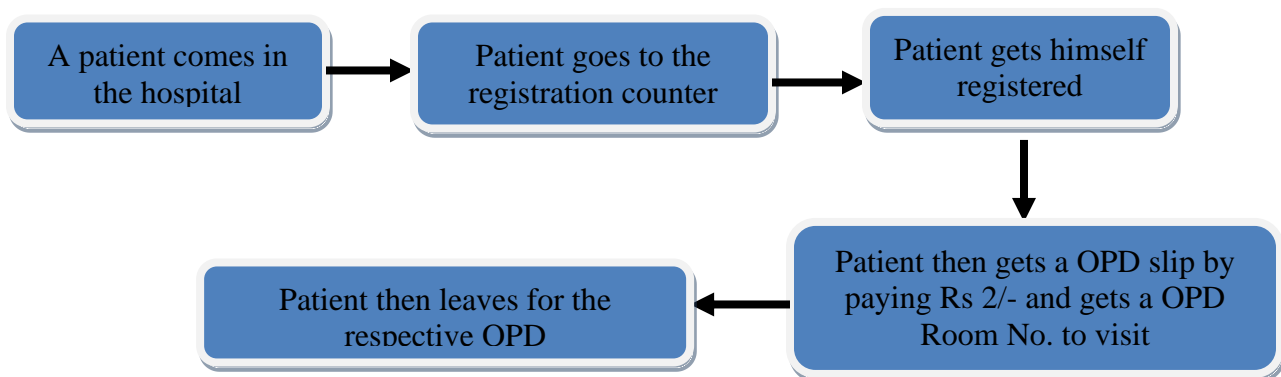 A patient comes in
the hospital
Patient goes to the
registration counter
Patient gets himself
registered
Patient then gets a OPD slip by
paying Rs 2/- and gets a OPD
Room No. to visit
Patient then leaves for the
respective OPD